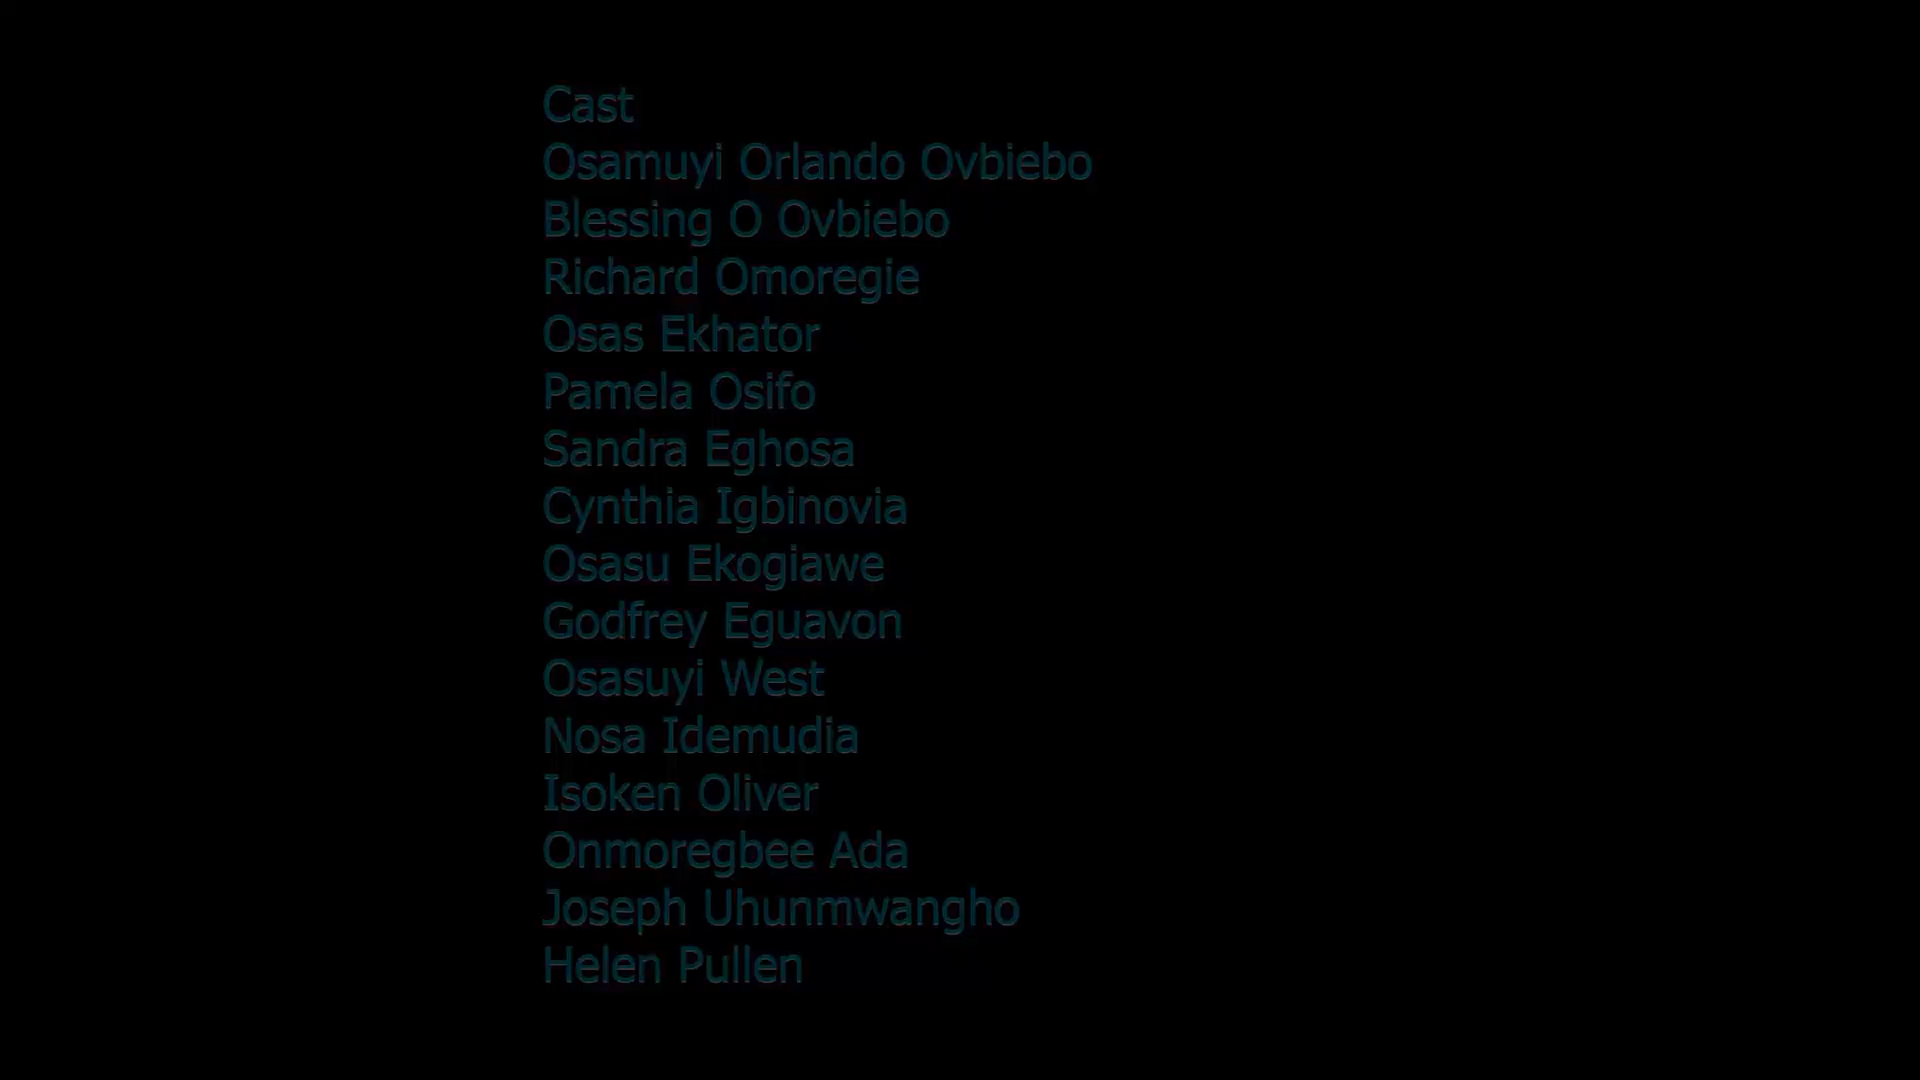 Cast
Osamuyi Orlando Ovbiebo
Blessing O Ovbiebo
Richard Omoregie
Osas Ekhator
Pamela Osifo
Sandra Eghosa
Cynthia Igbinovia
Osasu Ekogiawe
Godfrey Eguavon
Osasuyi West
Nosa Idemudia
Isoken Oliver
Onmoregbee Ada
Joseph Uhunmwangho
Helen Pullen